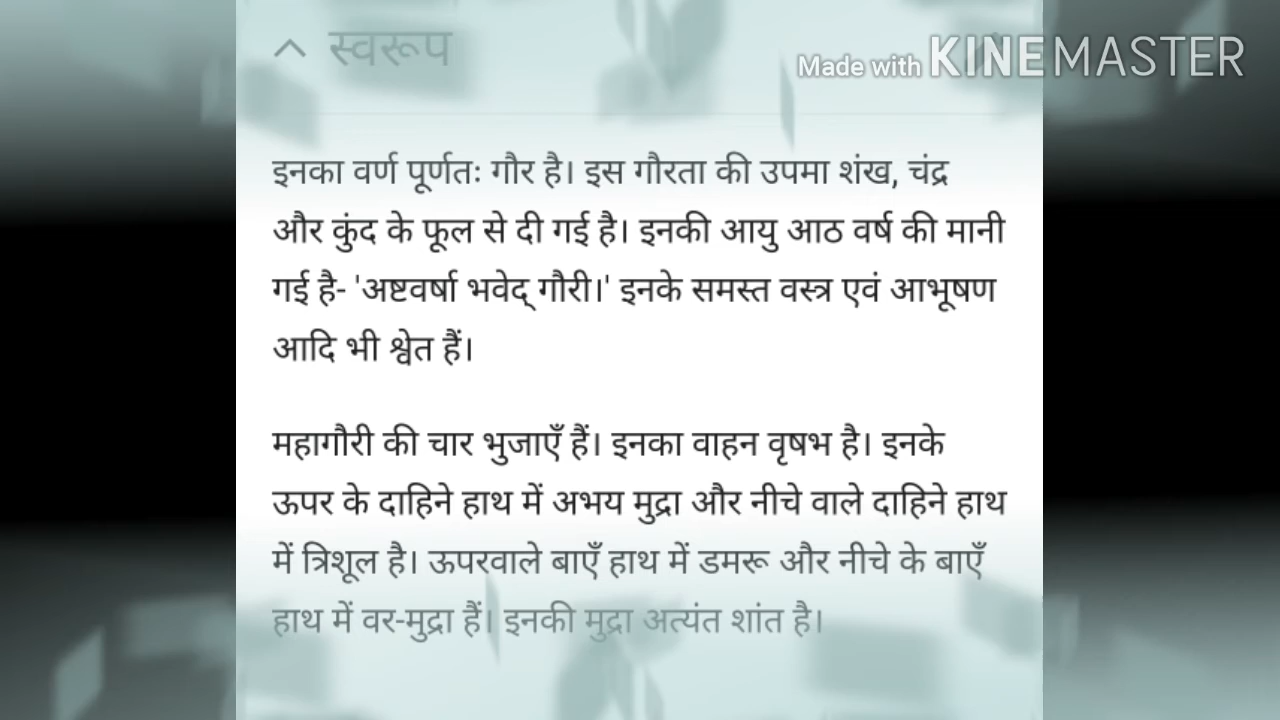 स्वरूप
Made with KINEMASTER
इनका वर्ण पूर्णतः गौर है। इस गौरता की उपमा शंख, चंद्र
और कुंद के फूल से दी गई है। इनकी आयु आठ वर्ष की मानी
गई है- 'अष्टवर्षा भवेद् गौरी।' इनके समस्त वस्त्र एवं आभूषण
आदि भी श्वेत हैं।
महागौरी की चार भुजाएँ हैं। इनका वाहन वृषभ है। इनके
ऊपर के दाहिने हाथ में अभय मुद्रा और नीचे वाले दाहिने हाथ
में त्रिशूल है। ऊपरवाले बाएँ हाथ में डमरू और नीचे के बाएँ
हाथ में वर-मुद्रा हैं। इनकी मुद्रा अत्यंत शांत है।